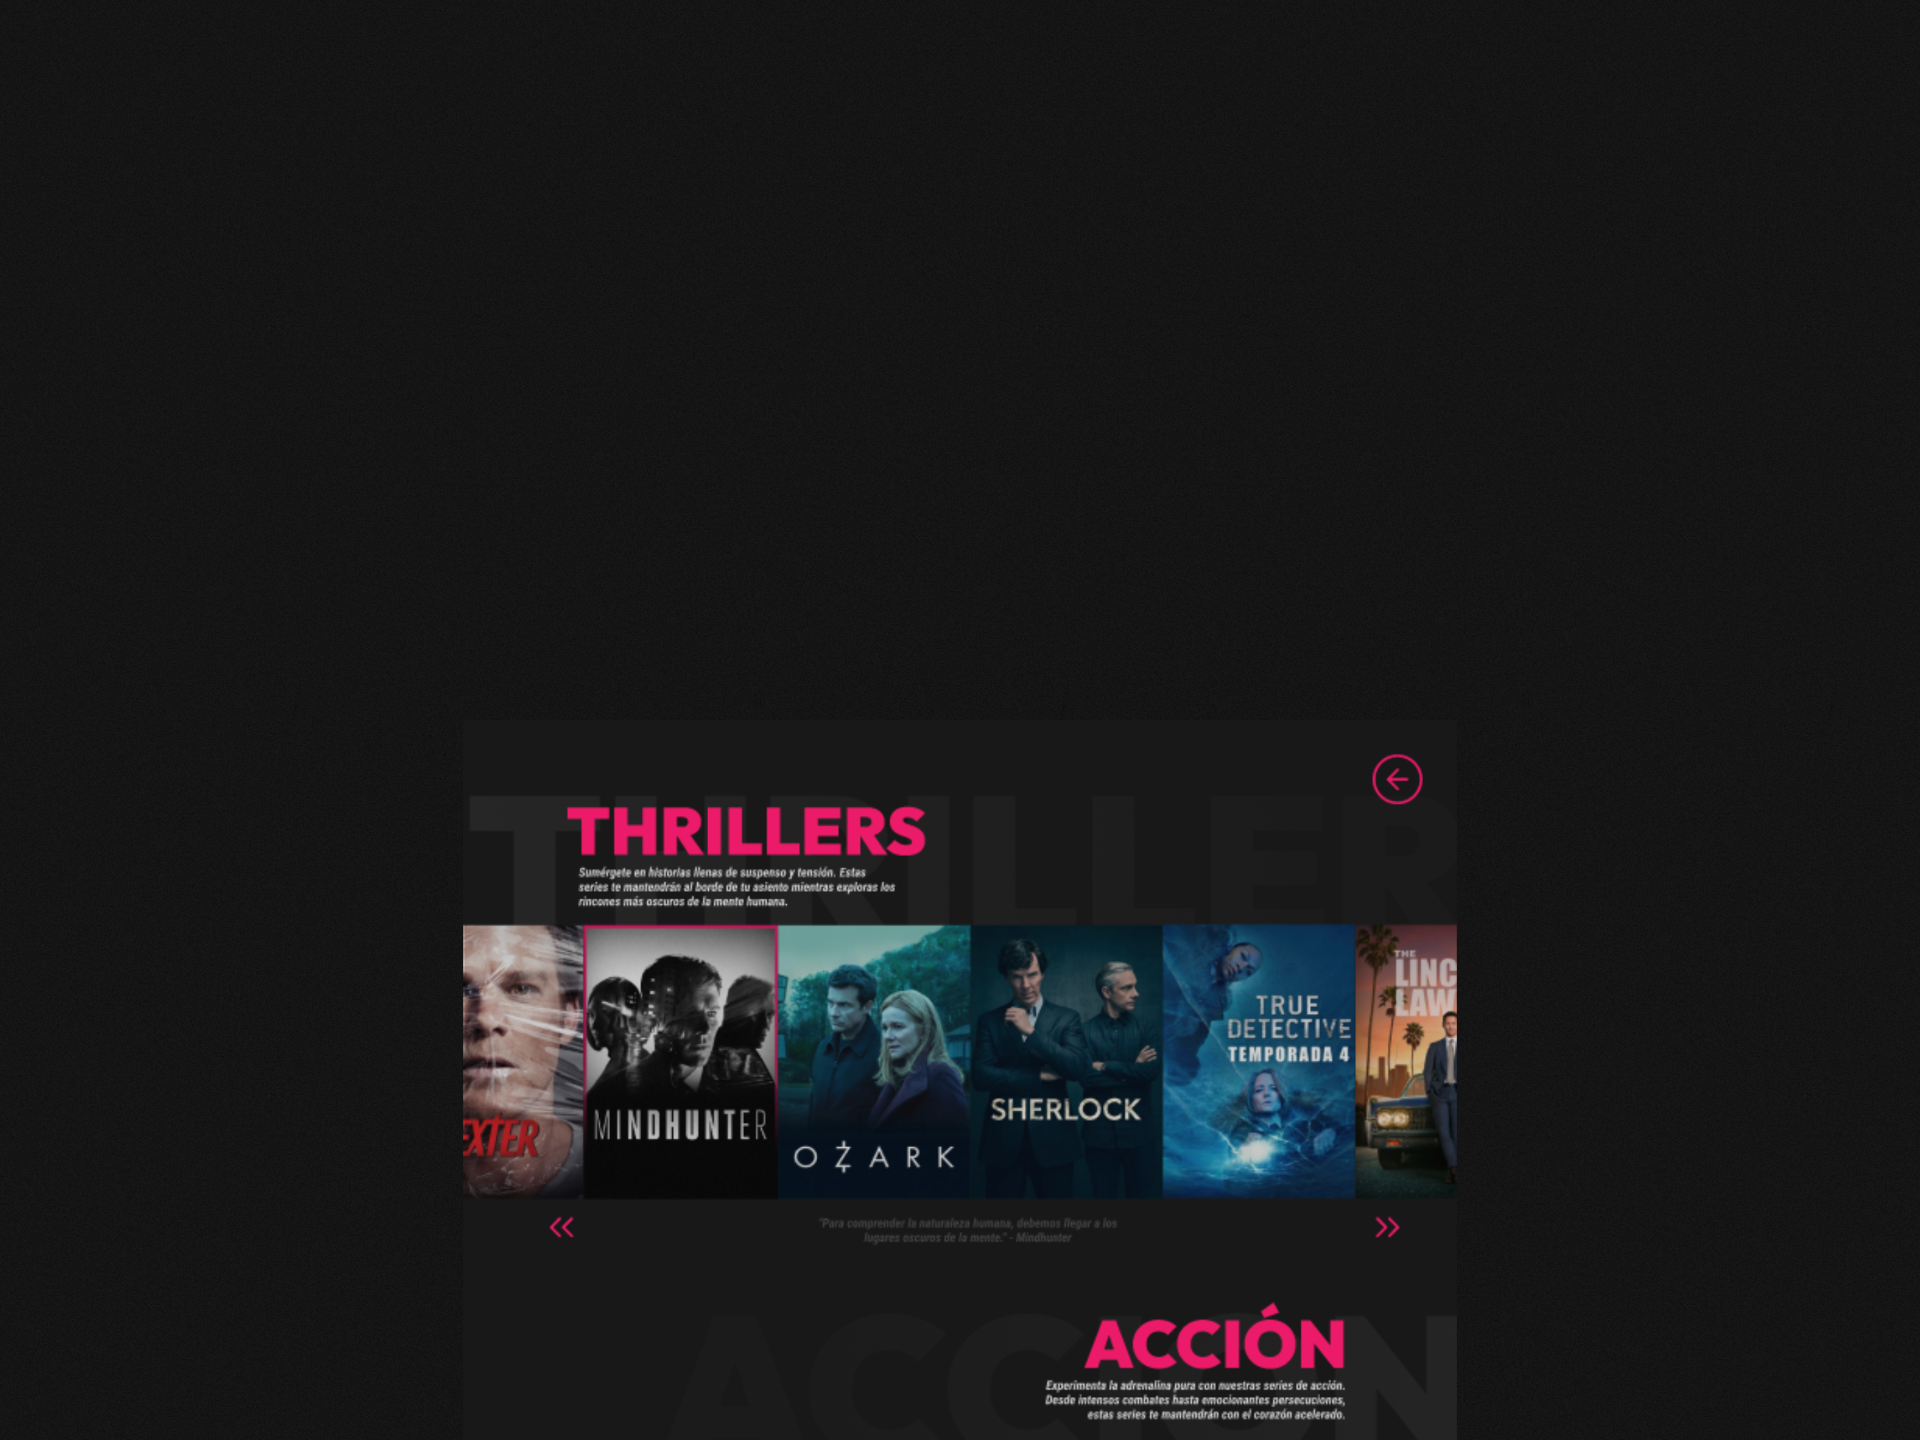 THRILLER
THRILLERS
Sumérgete en historias llenas de suspenso y tensión. Estas
series te mantendrán al borde de tu asiento mientras exploras los
rincones más oscuros de la mente humana.
EXTER
MINDHUNTER
OZARK
SHERLOCK
TRUE
DETECTIVE
TEMPORADA 4
THE
LINC
LAW
"Para comprender la naturaleza humana, debemos llegar a los
lugares oscuros de la mente." - Mindhunter
ACCION
ACCIÓN
Experimenta la adrenalina pura con nuestras series de acción.
Desde intensos combates hasta emocionantes persecuciones,
estas series te mantendrán con el corazón acelerado.